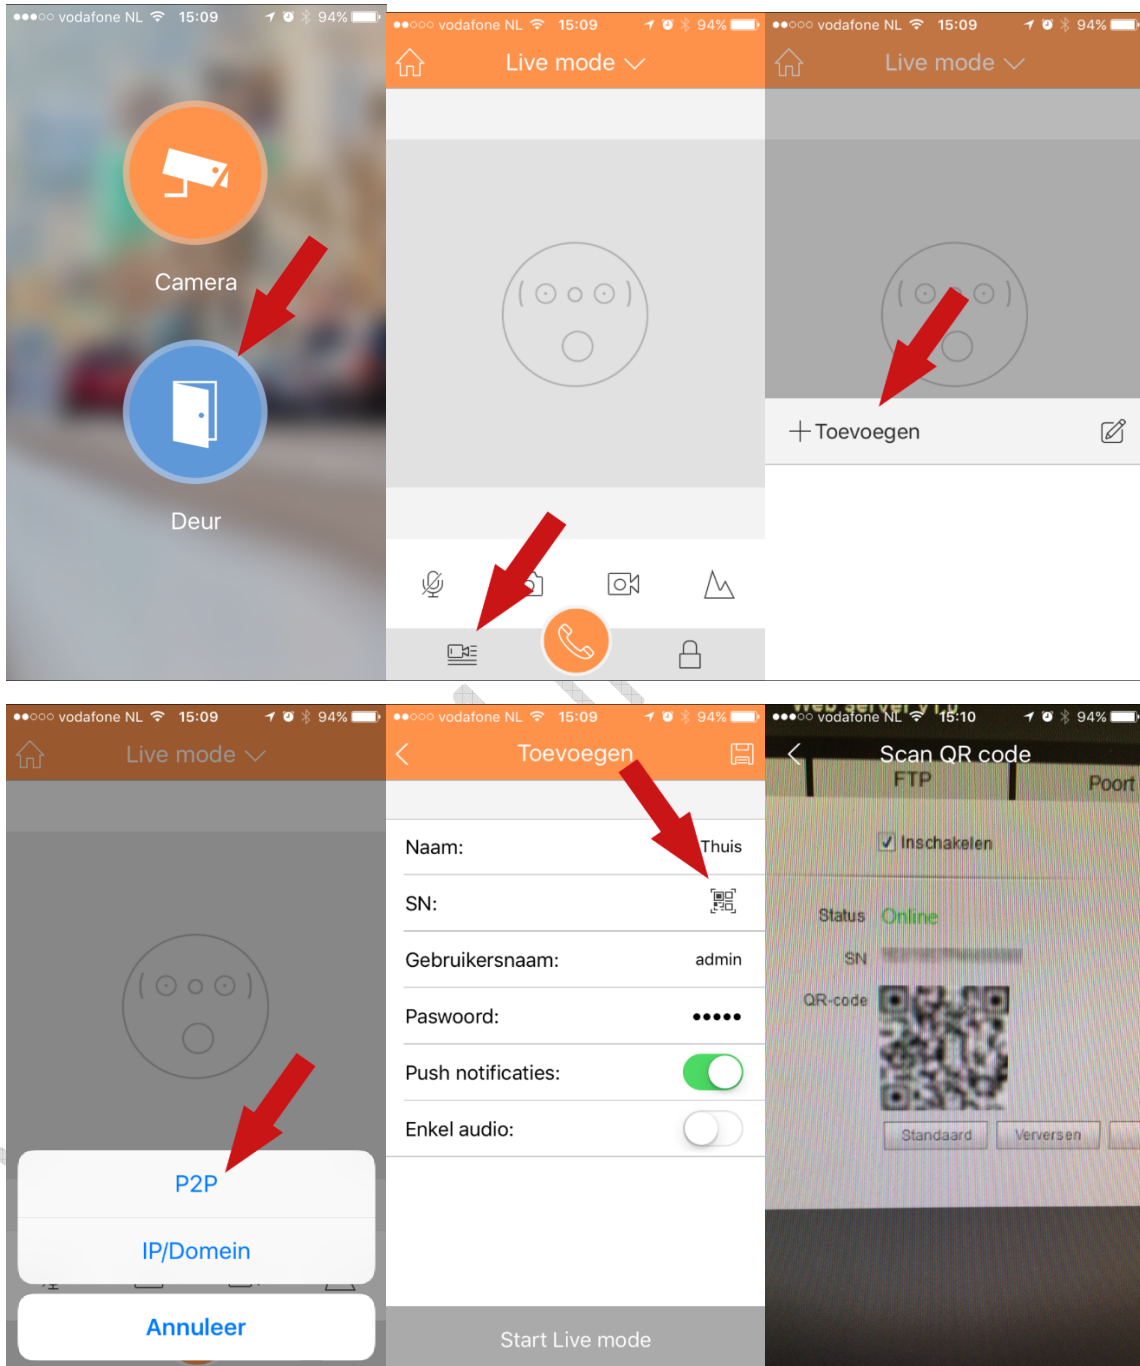 vodafone NL 15:09 94%
Camera
Deur
vodafone NL 15:09 94%
Live mode
vodafone NL 15:09 94%
Live mode
Toevoegen
vodafone NL 15:09 94%
Live mode
P2P
IP/Domein
Annuleer
vodafone NL 15:09 94%
Toevoegen
Naam: Thuis
SN:
Gebruikersnaam: admin
Paswoord: •••••
Push notificaties:
Enkel audio:
Start Live mode
vodafone NL 15:10 94%
Scan QR code
FTP Poort
Inschakelen
Status Online
SN
QR-code
Standaard Verversen